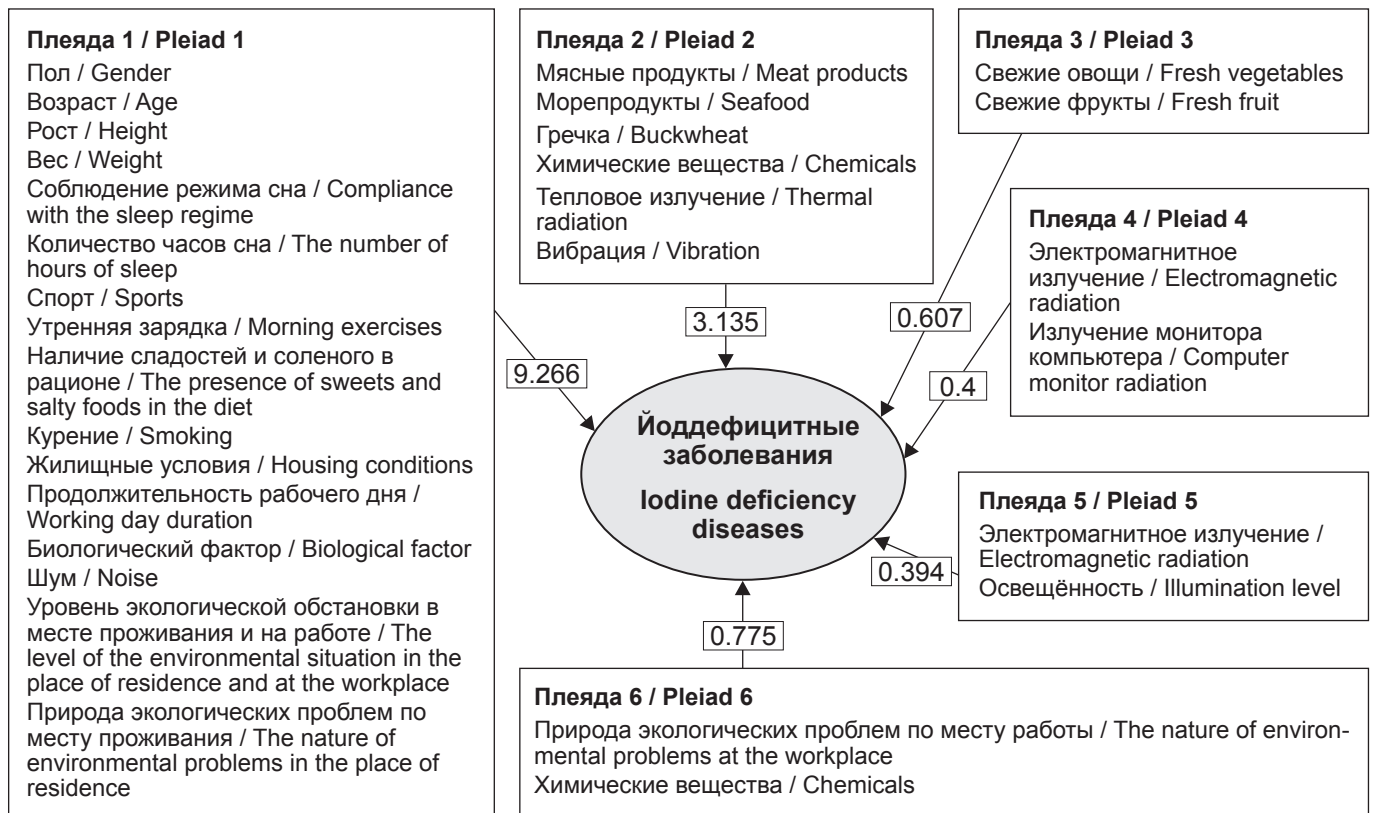 Плеяда 1 / Pleiad 1
Пол / Gender
Возраст / Age
Рост / Height
Вес / Weight
Соблюдение режима сна / Compliance
with the sleep regime
Количество часов сна / The number of
hours of sleep
Спорт / Sports
Утренняя зарядка / Morning exercises
Наличие сладостей и соленого в
рационе / The presence of sweets and
salty foods in the diet
Курение / Smoking
Жилищные условия / Housing conditions
Продолжительность рабочего дня /
Working day duration
Биологический фактор / Biological factor
Шум / Noise
Уровень экологической обстановки в
месте проживания и на работе / The
level of the environmental situation in the
place of residence and at the workplace
Природа экологических проблем по
месту проживания / The nature of
environmental problems in the place of
residence
Плеяда 2 / Pleiad 2
Мясные продукты / Meat products
Морепродукты / Seafood
Гречка / Buckwheat
Химические вещества / Chemicals
Тепловое излучение / Thermal
radiation
Вибрация / Vibration
Плеяда 3 / Pleiad 3
Свежие овощи / Fresh vegetables
Свежие фрукты / Fresh fruit
Плеяда 4 / Pleiad 4
Электромагнитное
излучение / Electromagnetic
radiation
Излучение монитора
компьютера / Computer
monitor radiation
9.266
3.135
0.607
0.4
Йоддефицитные
заболевания
Iodine deficiency
diseases
Плеяда 5 / Pleiad 5
Электромагнитное излучение /
Electromagnetic radiation
Освещённость / Illumination level
0.394
0.775
Плеяда 6 / Pleiad 6
Природа экологических проблем по месту работы / The nature of environ-
mental problems at the workplace
Химические вещества / Chemicals